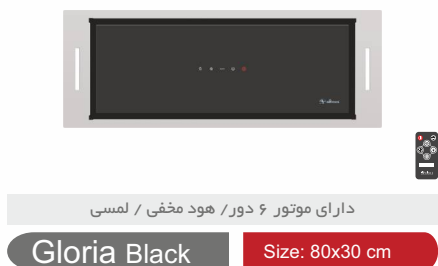 دارای موتور ۶ دور/ هود مخفی / لمسی
Gloria Black
Size: 80x30 cm